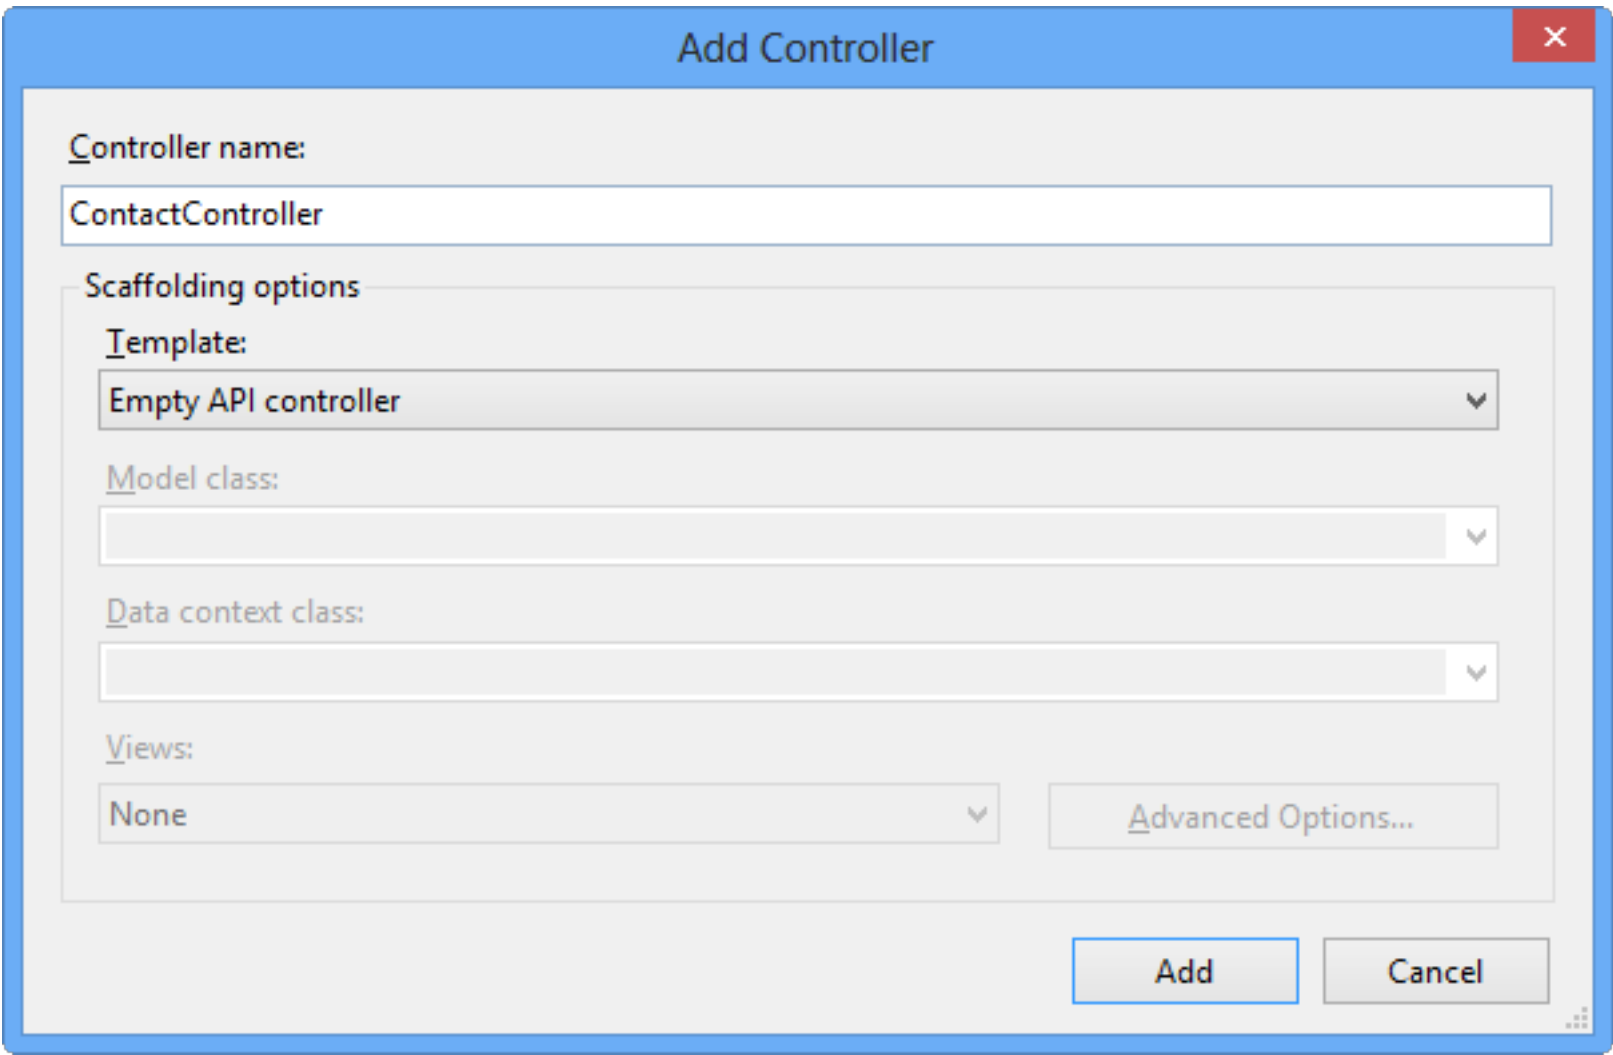 Add Controller
Controller name:
ContactController
Scaffolding options
Template:
Empty API controller
Model class:
Data context class:
Views:
None
Advanced Options...
Add
Cancel